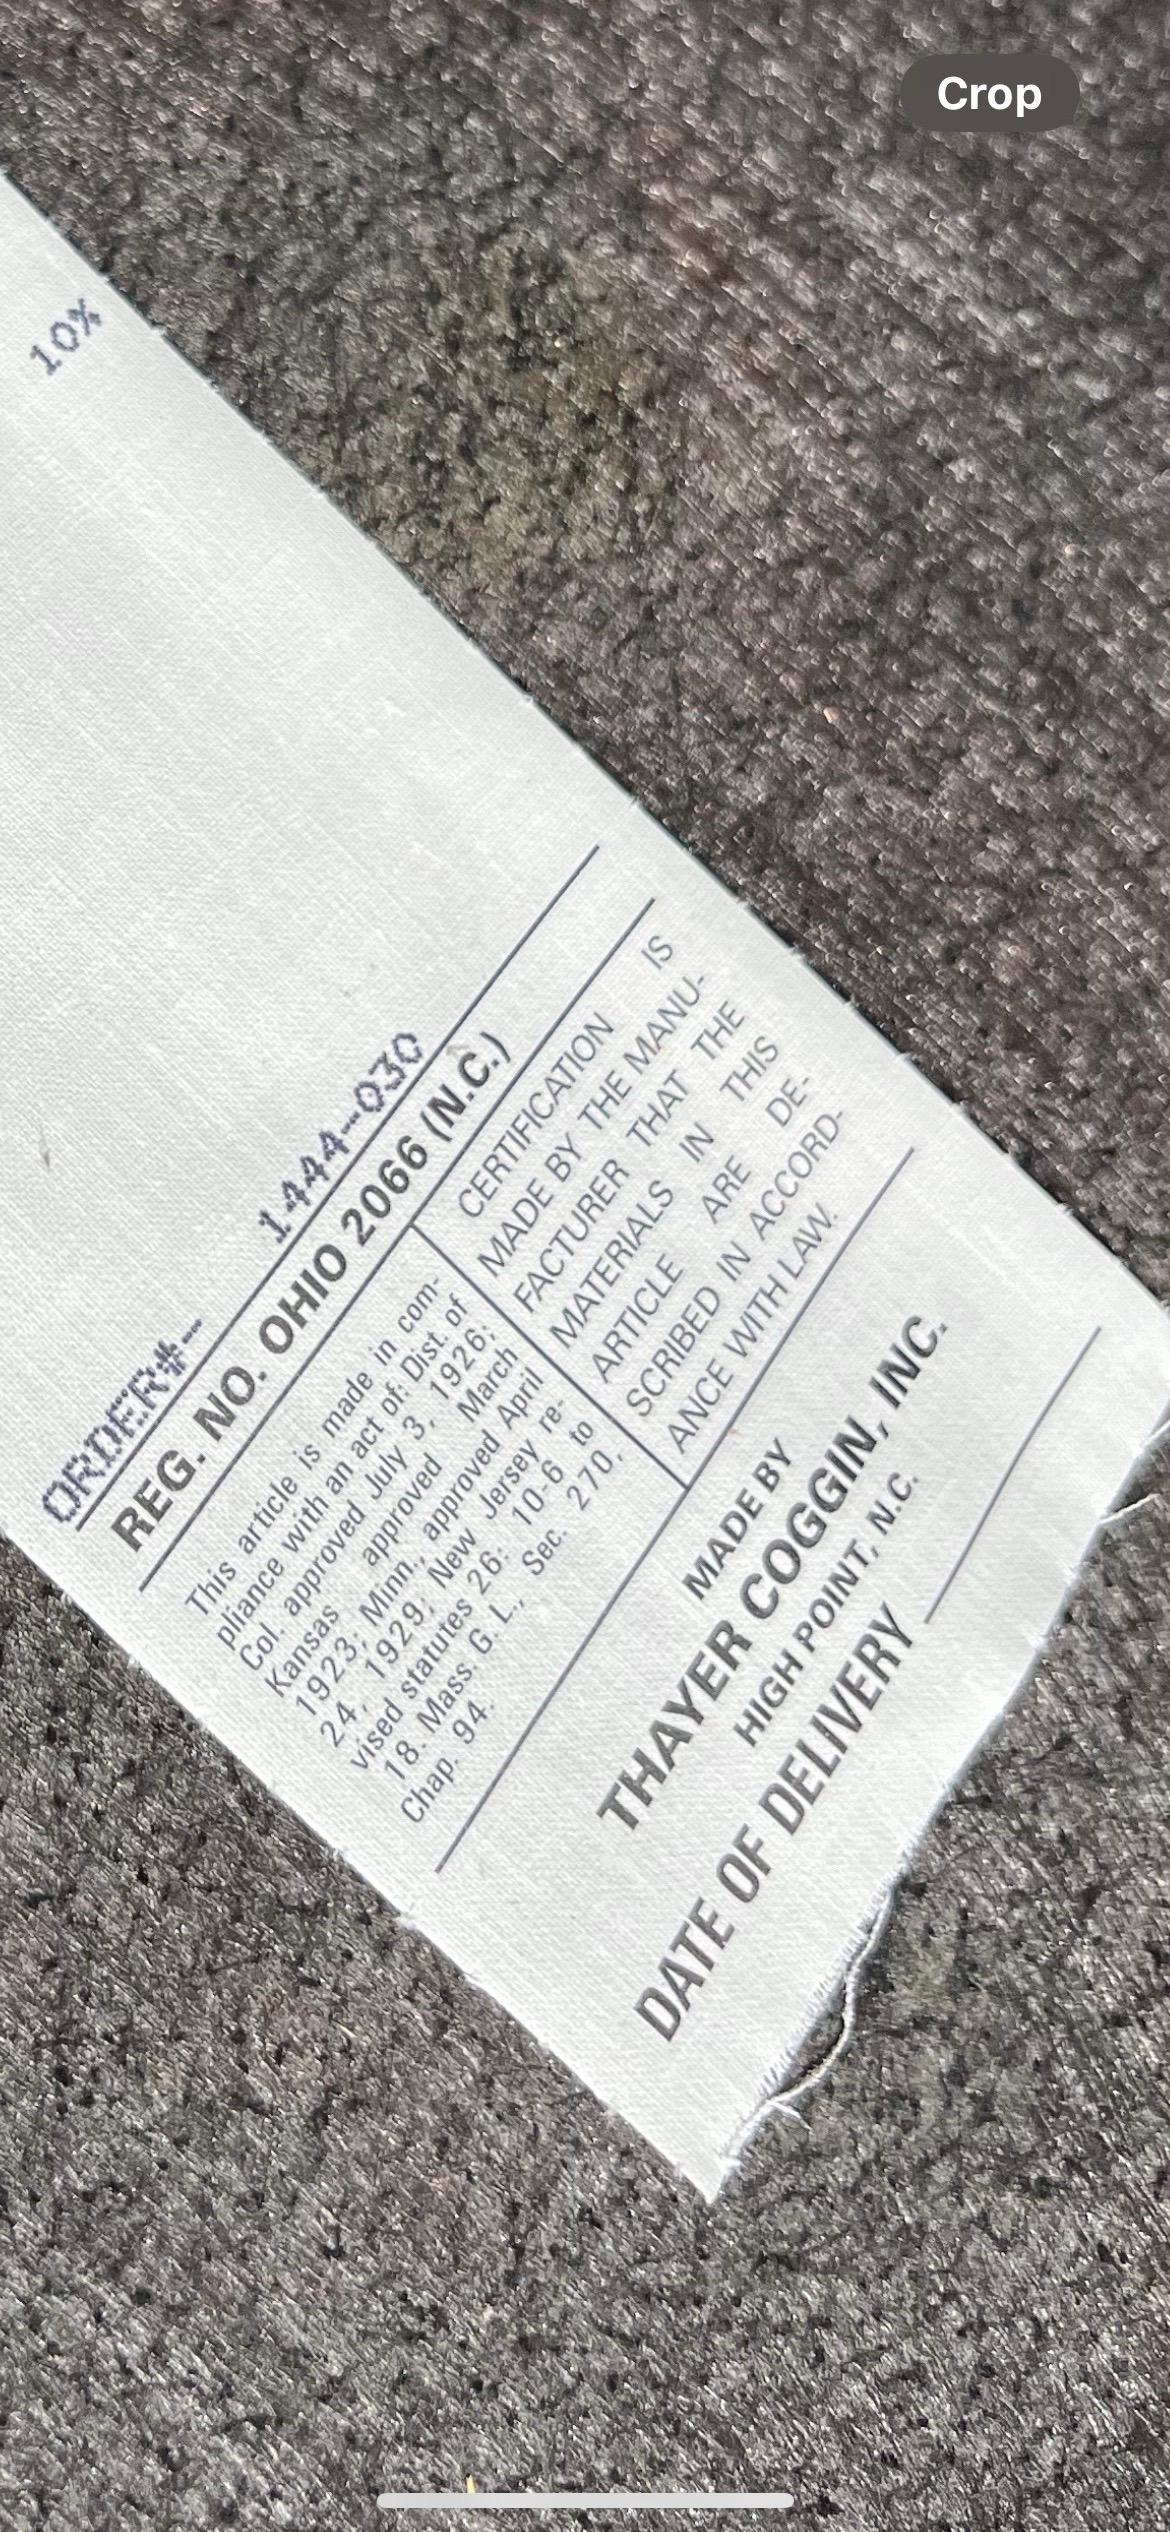 Crop
10%
ORDER#-- 1444--030
REG. NO. OHIO 2066 (N.C.)
This article is made in com-
pliance with an act of: Dist. of
Col. approved July 3, 1926;
Kansas approved March
1923; Minn., approved April
24, 1929; New Jersey re-
vised statutes 26: 10-6 to
18. Mass. G. L., Sec. 270,
Chap. 94.
CERTIFICATION IS
MADE BY THE MANU-
FACTURER THAT THE
MATERIALS IN THIS
ARTICLE ARE DE-
SCRIBED IN ACCORD-
ANCE WITH LAW.
MADE BY
THAYER COGGIN, INC.
HIGH POINT, N.C.
DATE OF DELIVERY